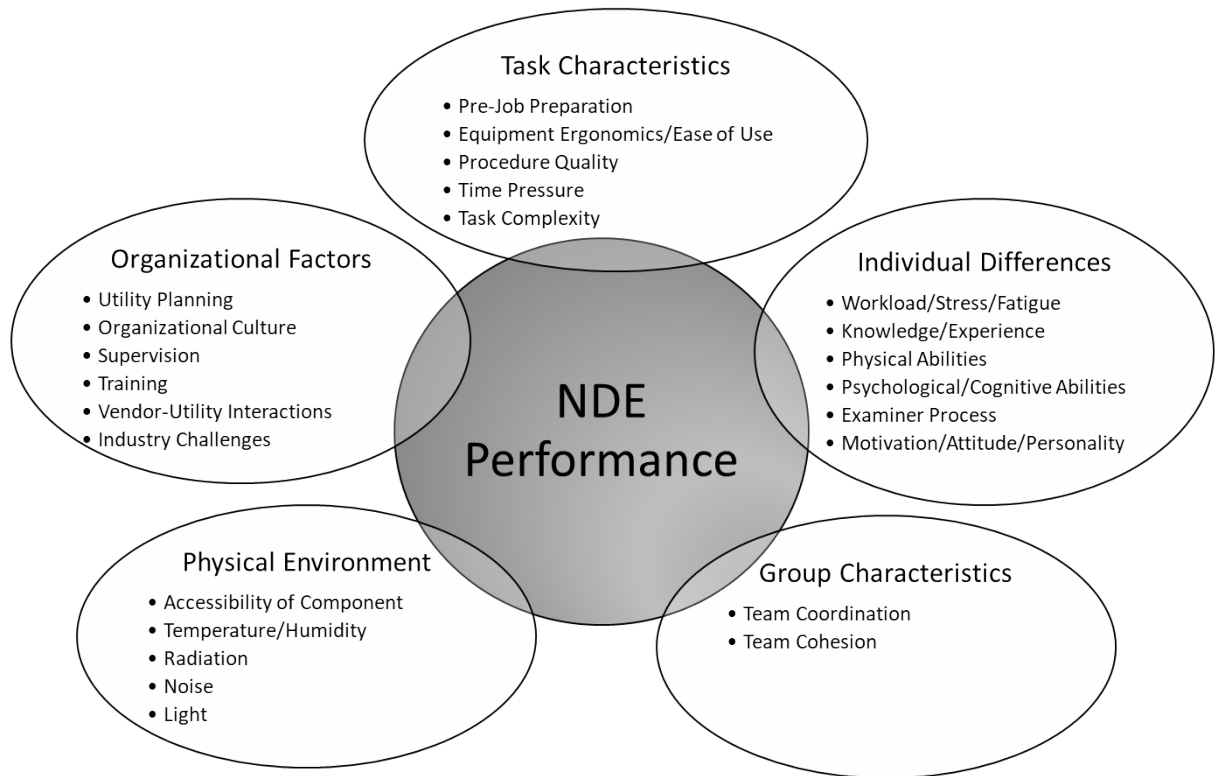 Task Characteristics
• Pre-Job Preparation
• Equipment Ergonomics/Ease of Use
• Procedure Quality
• Time Pressure
• Task Complexity
Organizational Factors
• Utility Planning
• Organizational Culture
• Supervision
• Training
• Vendor-Utility Interactions
• Industry Challenges
Individual Differences
• Workload/Stress/Fatigue
• Knowledge/Experience
• Physical Abilities
• Psychological/Cognitive Abilities
• Examiner Process
• Motivation/Attitude/Personality
NDE
Performance
Physical Environment
• Accessibility of Component
• Temperature/Humidity
• Radiation
• Noise
• Light
Group Characteristics
• Team Coordination
• Team Cohesion